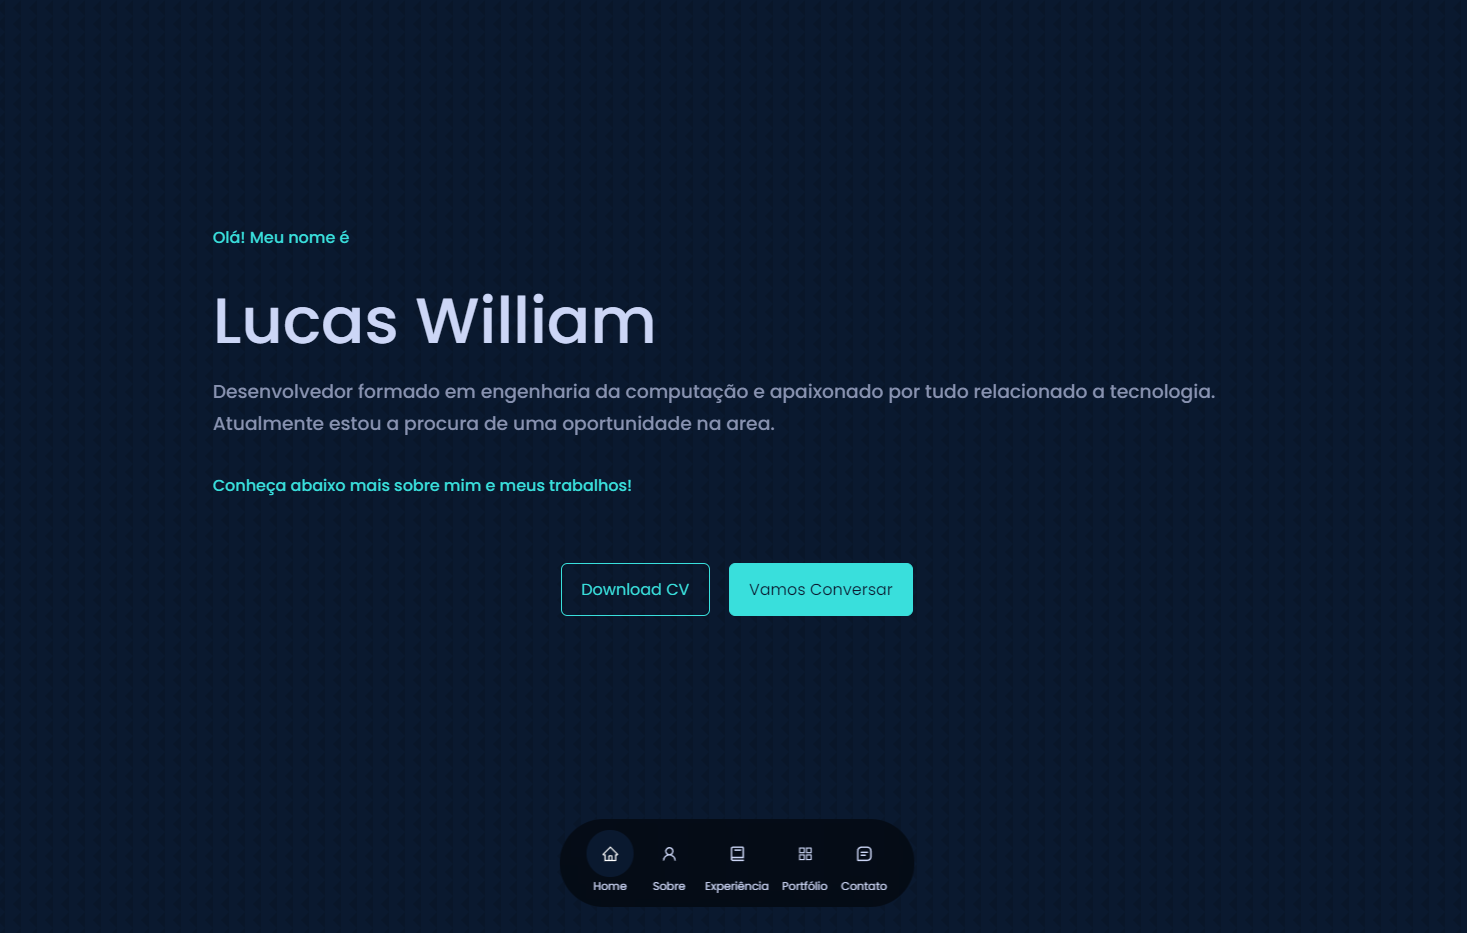 Olá! Meu nome é
Lucas William
Desenvolvedor formado em engenharia da computação e apaixonado por tudo relacionado a tecnologia.
Atualmente estou a procura de uma oportunidade na area.
Conheça abaixo mais sobre mim e meus trabalhos!
Download CV
Vamos Conversar
Home
Sobre
Experiência
Portfólio
Contato